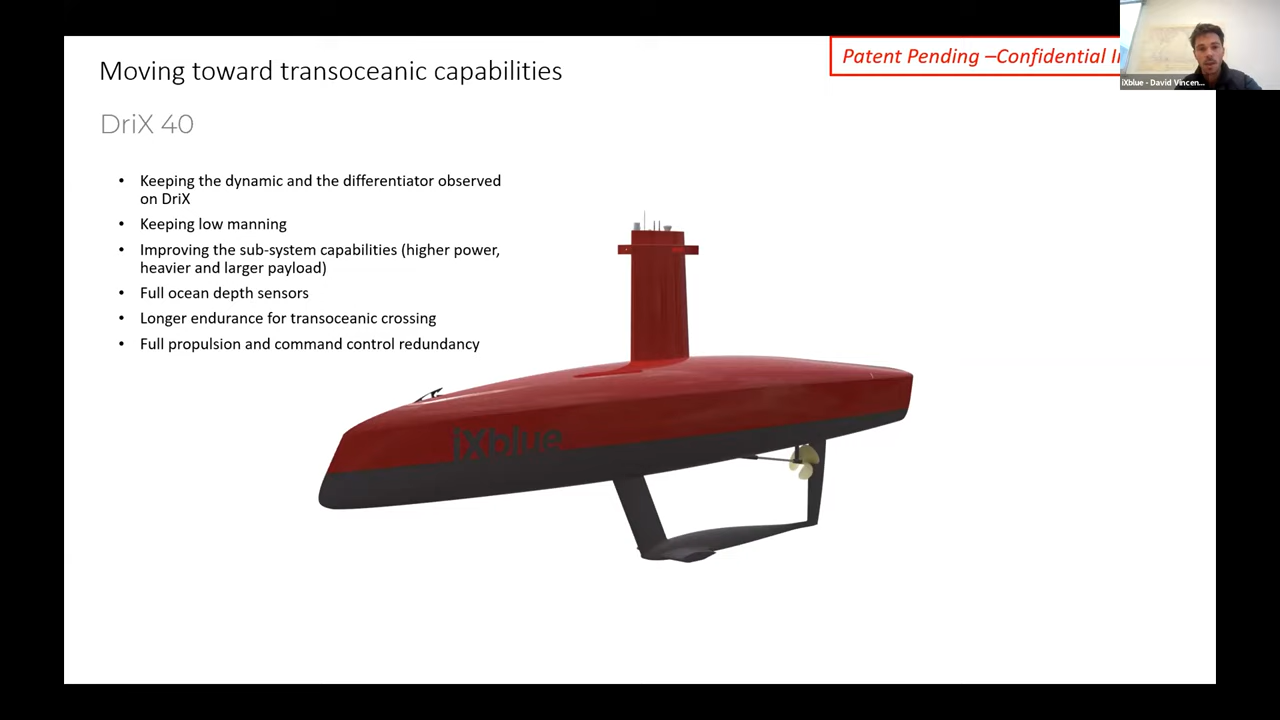 Moving toward transoceanic capabilities
Patent Pending –Confidential
iXblue - David Vincen...
DriX 40
• Keeping the dynamic and the differentiator observed
on DriX
• Keeping low manning
• Improving the sub-system capabilities (higher power,
heavier and larger payload)
• Full ocean depth sensors
• Longer endurance for transoceanic crossing
• Full propulsion and command control redundancy
iXblue